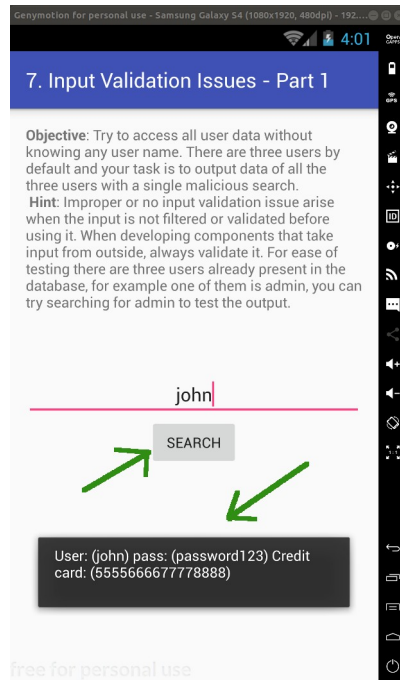 Genymotion for personal use - Samsung Galaxy S4 (1080x1920, 480dpi) - 192....
4:01
7. Input Validation Issues - Part 1
Objective: Try to access all user data without
knowing any user name. There are three users by
default and your task is to output data of all the
three users with a single malicious search.
Hint: Improper or no input validation issue arise
when the input is not filtered or validated before
using it. When developing components that take
input from outside, always validate it. For ease of
testing there are three users already present in the
database, for example one of them is admin, you can
try searching for admin to test the output.
john
SEARCH
User: (john) pass: (password123) Credit
card: (5555666677778888)
free for personal use
GPS
ID
1:1